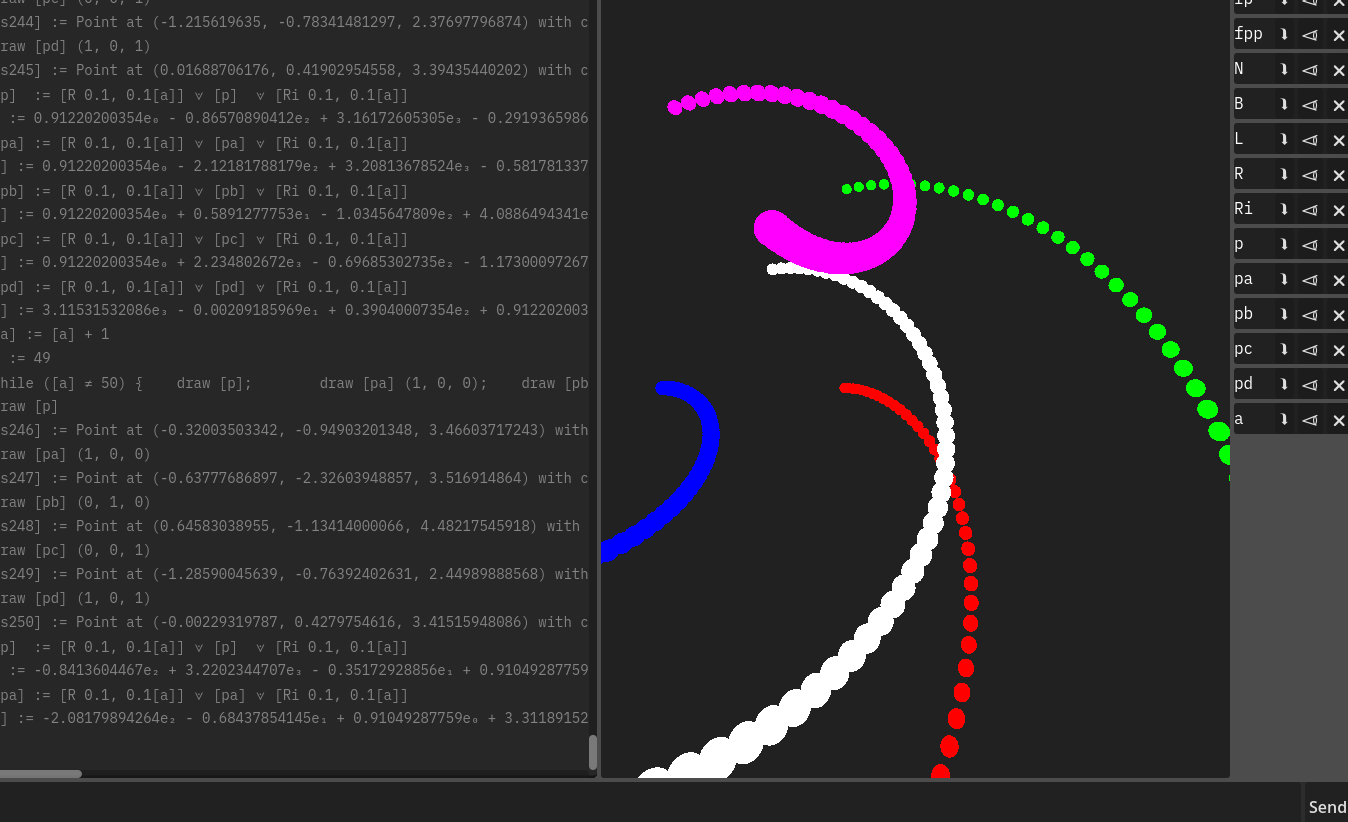 raw [pc] (0, 0, 1)
s244] := Point at (-1.215619635, -0.78341481297, 2.37697796874) with c
raw [pd] (1, 0, 1)
s245] := Point at (0.01688706176, 0.41902954558, 3.39435440202) with c
p]  := [R 0.1, 0.1[a]] ▿ [p]  ▿ [Ri 0.1, 0.1[a]]
:= 0.91220200354e₀ - 0.86570890412e₂ + 3.16172605305e₃ - 0.2919365986
pa] := [R 0.1, 0.1[a]] ▿ [pa] ▿ [Ri 0.1, 0.1[a]]
] := 0.91220200354e₀ - 2.12181788179e₂ + 3.20813678524e₃ - 0.581781337
pb] := [R 0.1, 0.1[a]] ▿ [pb] ▿ [Ri 0.1, 0.1[a]]
] := 0.91220200354e₀ + 0.5891277753e₁ - 1.0345647809e₂ + 4.0886494341e
pc] := [R 0.1, 0.1[a]] ▿ [pc] ▿ [Ri 0.1, 0.1[a]]
] := 0.91220200354e₀ + 2.234802672e₃ - 0.69685302735e₂ - 1.17300097267
pd] := [R 0.1, 0.1[a]] ▿ [pd] ▿ [Ri 0.1, 0.1[a]]
] := 3.11531532086e₃ - 0.00209185969e₁ + 0.39040007354e₂ + 0.912202003
a] := [a] + 1
:= 49
hile ([a] ≠ 50) {    draw [p];        draw [pa] (1, 0, 0);    draw [pb
raw [p]
s246] := Point at (-0.32003503342, -0.94903201348, 3.46603717243) with
raw [pa] (1, 0, 0)
s247] := Point at (-0.63777686897, -2.32603948857, 3.516914864) with c
raw [pb] (0, 1, 0)
s248] := Point at (0.64583038955, -1.13414000066, 4.48217545918) with
raw [pc] (0, 0, 1)
s249] := Point at (-1.28590045639, -0.76392402631, 2.44989888568) with
raw [pd] (1, 0, 1)
s250] := Point at (-0.00229319787, 0.4279754616, 3.41515948086) with c
p]  := [R 0.1, 0.1[a]] ▿ [p]  ▿ [Ri 0.1, 0.1[a]]
:= -0.8413604467e₂ + 3.2202344707e₃ - 0.35172928856e₁ + 0.91049287759
pa] := [R 0.1, 0.1[a]] ▿ [pa] ▿ [Ri 0.1, 0.1[a]]
] := -2.08179894264e₂ - 0.68437854145e₁ + 0.91049287759e₀ + 3.31189152
fpp
N
B
L
R
Ri
p
pa
pb
pc
pd
a
Send